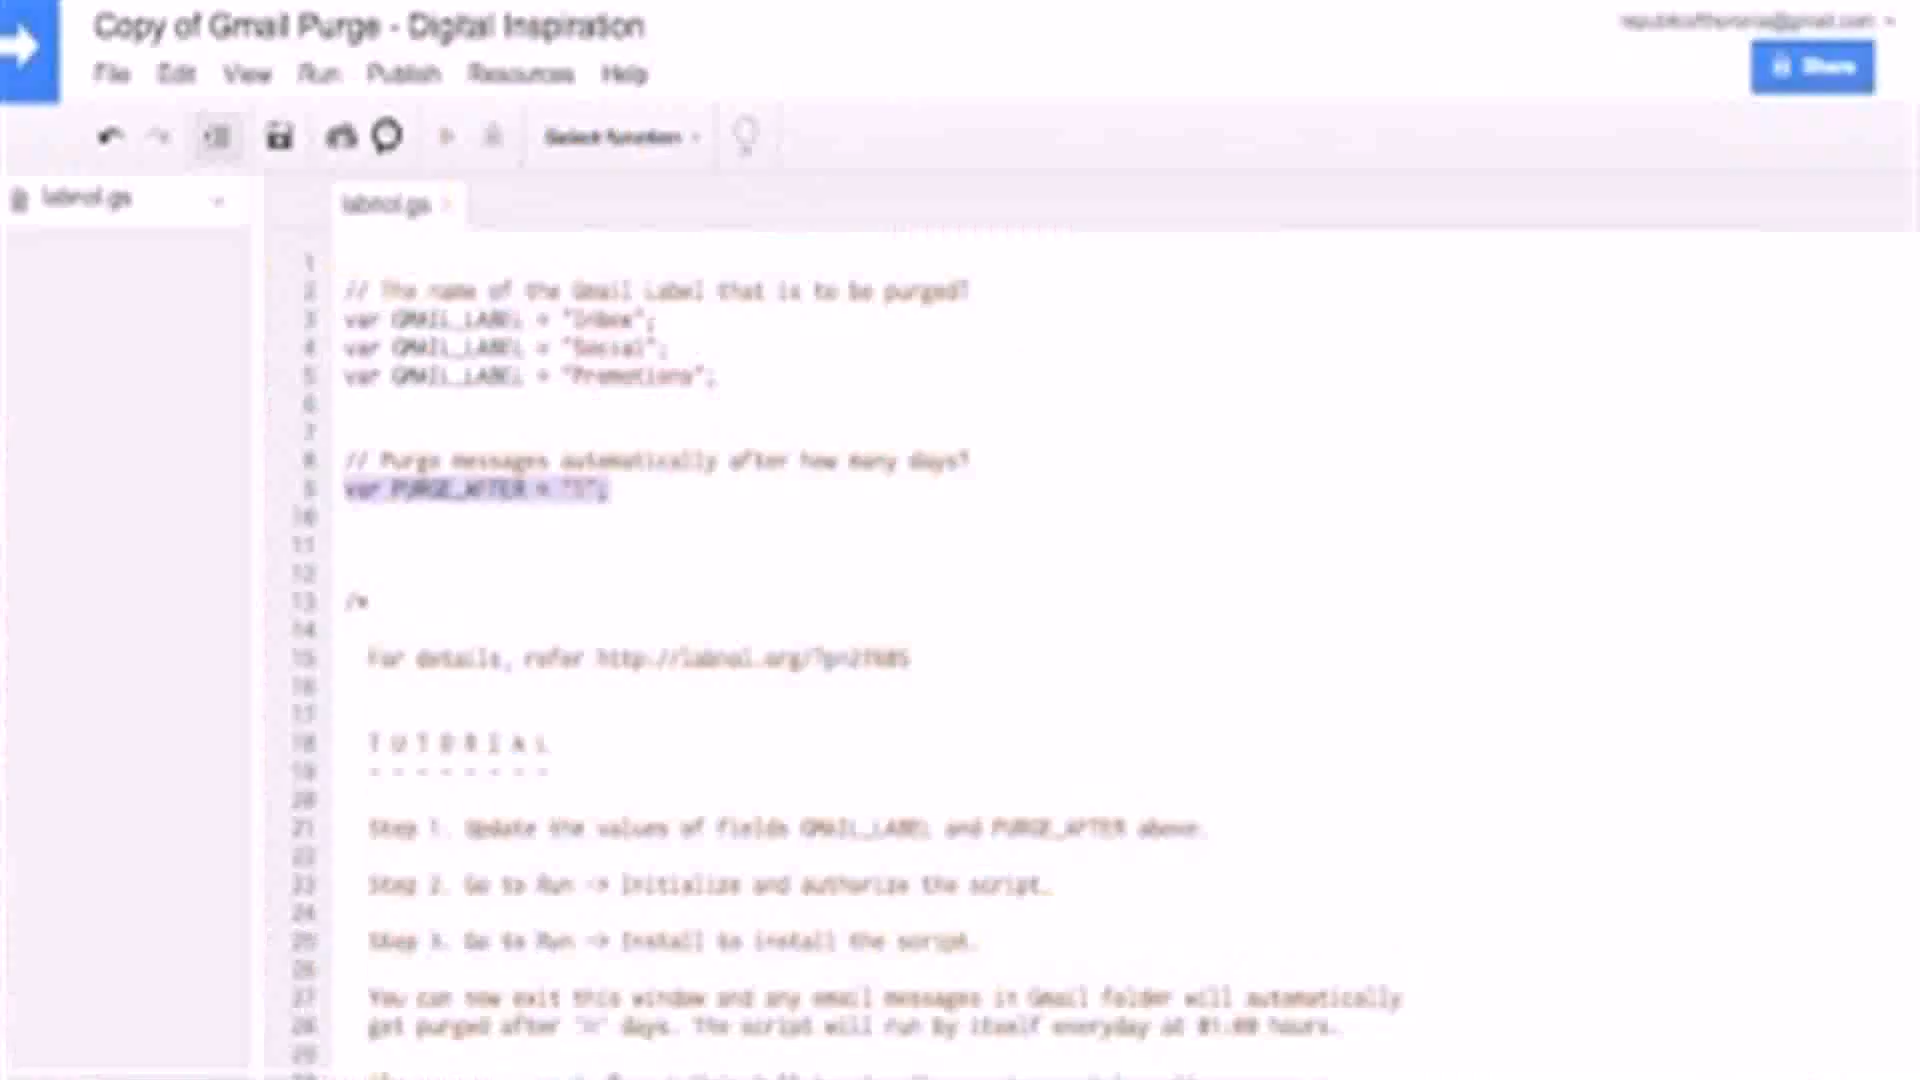 Copy of Gmail Purge - Digital Inspiration
File Edit View Run Publish Resources Help
Share
Select function
labnol.gs
labnol.gs
1
2 // The name of the Gmail Label that is to be purged?
3 var GMAIL_LABEL = "Inbox";
4 var GMAIL_LABEL = "Social";
5 var GMAIL_LABEL = "Promotions";
6
7
8 // Purge messages automatically after how many days?
9 var PURGE_AFTER =
10
11
12
13 /*
14
15 For details, refer
16
17
18 T U T O R I A L
19 - - - - - - - -
20
21 Step 1. Update the values of fields GMAIL_LABEL and PURGE_AFTER above.
22
23 Step 2. Go to Run -> Initialize and authorize the script.
24
25 Step 3. Go to Run -> Install to install the script.
26
27 You can now exit this window and any email messages in Gmail folder will automatically
28 get purged after days. The script will run by itself everyday at 01:00 hours.
29